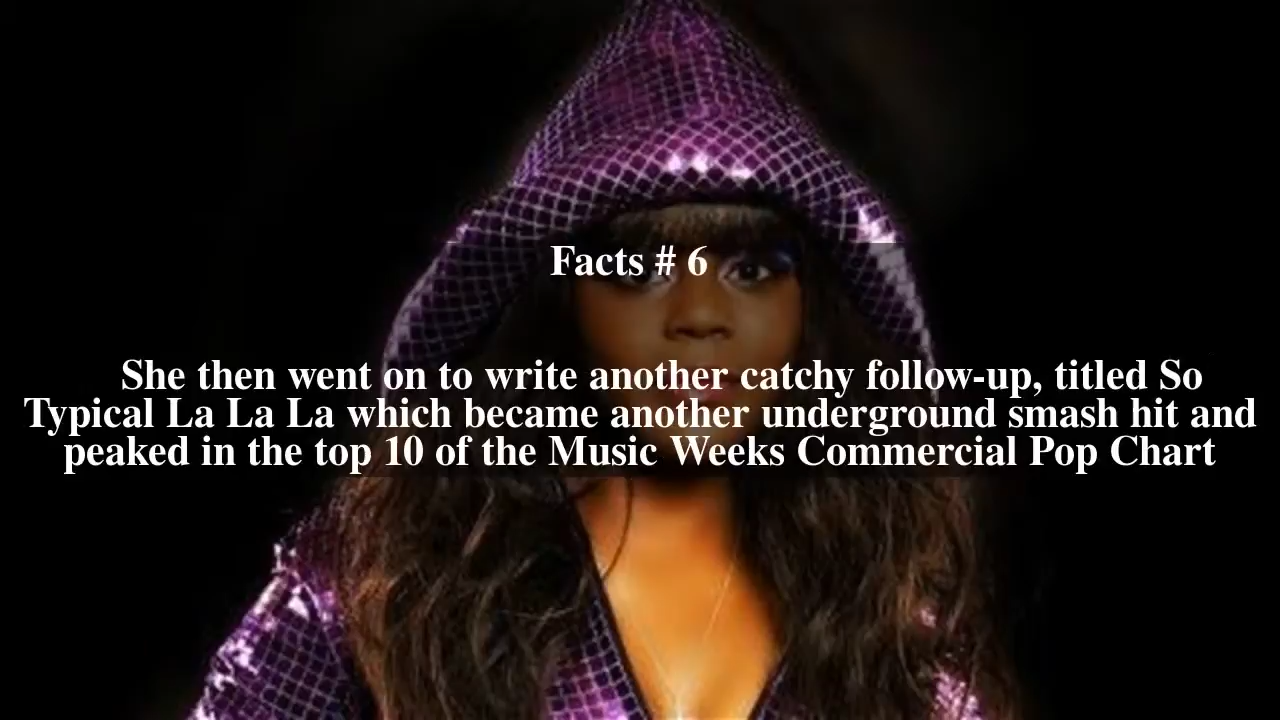 Facts # 6
She then went on to write another catchy follow-up, titled So
Typical La La La which became another underground smash hit and
peaked in the top 10 of the Music Weeks Commercial Pop Chart